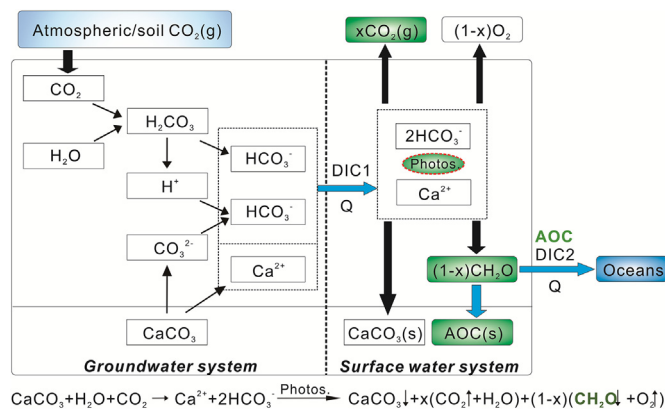 Atmospheric/soil CO₂(g)
xCO₂(g)
(1-x)O₂
CO₂
H₂O
H₂CO₃
H⁺
CO₃²⁻
CaCO₃
HCO₃⁻
HCO₃⁻
Ca²⁺
DIC1
Q
2HCO₃⁻
Photos.
Ca²⁺
(1-x)CH₂O
AOC
DIC2
Q
Oceans
CaCO₃(s)
AOC(s)
Groundwater system
Surface water system
CaCO₃+H₂O+CO₂ → Ca²⁺+2HCO₃⁻ Photos.→ CaCO₃↓+x(CO₂↑+H₂O)+(1-x)(CH₂O↓+O₂↑)